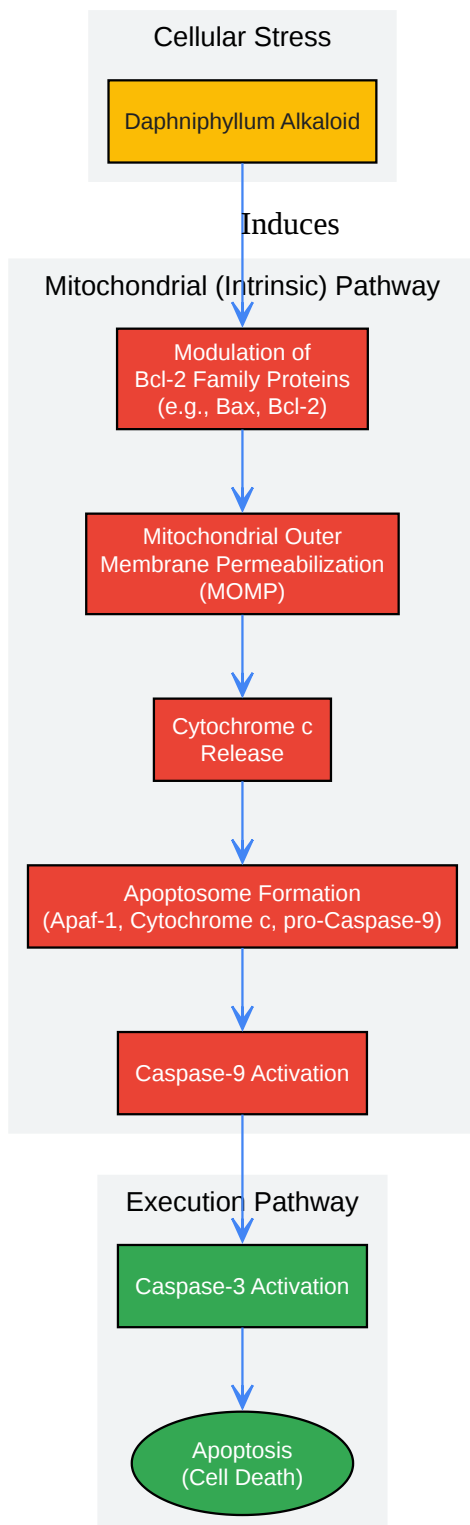 Cellular Stress
Daphniphyllum Alkaloid
Induces
Mitochondrial (Intrinsic) Pathway
Modulation of
Bcl-2 Family Proteins
(e.g., Bax, Bcl-2)
Mitochondrial Outer
Membrane Permeabilization
(MOMP)
Cytochrome c
Release
Apoptosome Formation
(Apaf-1, Cytochrome c, pro-Caspase-9)
Caspase-9 Activation
Execution Pathway
Caspase-3 Activation
Apoptosis
(Cell Death)